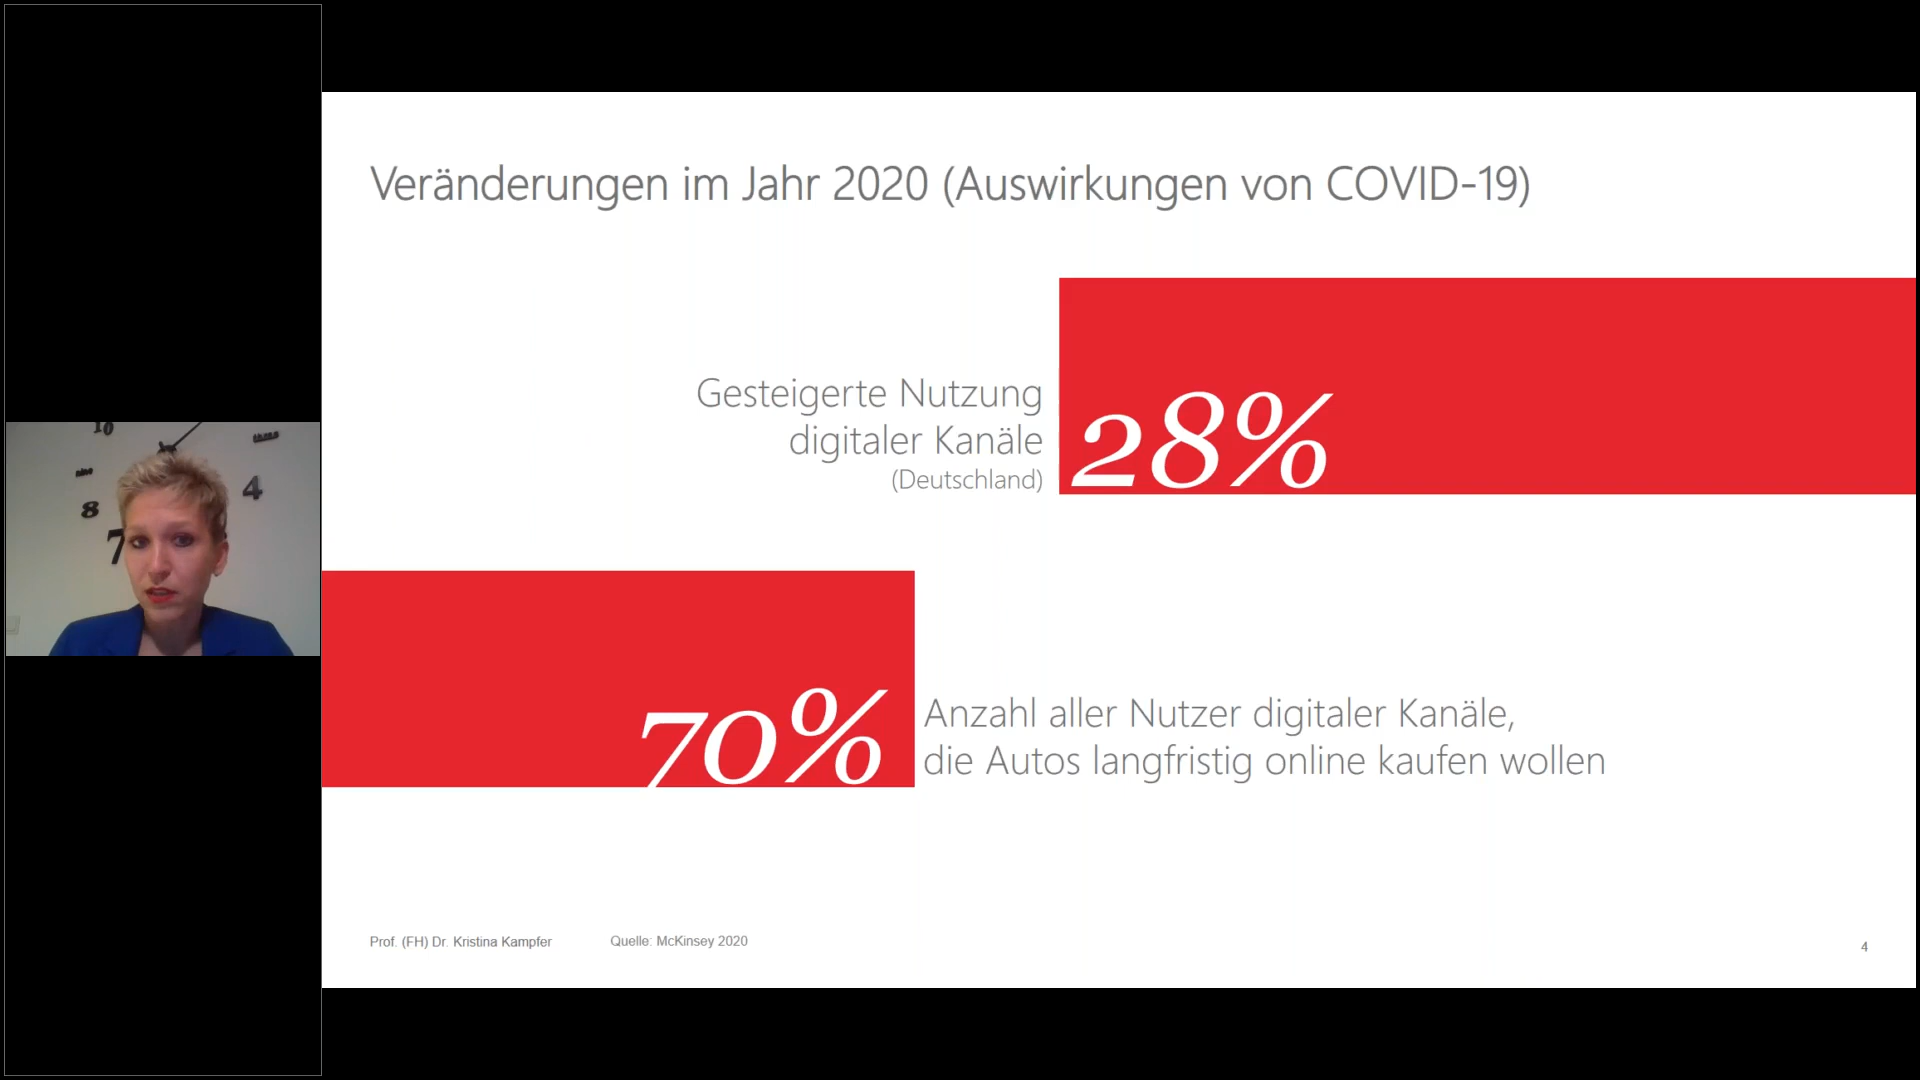 Veränderungen im Jahr 2020 (Auswirkungen von COVID-19)
Gesteigerte Nutzung
digitaler Kanäle
(Deutschland)
28%
70%
Anzahl aller Nutzer digitaler Kanäle,
die Autos langfristig online kaufen wollen
Prof. (FH) Dr. Kristina Kampfer
Quelle: McKinsey 2020
4
10
three
nine
4
8
7